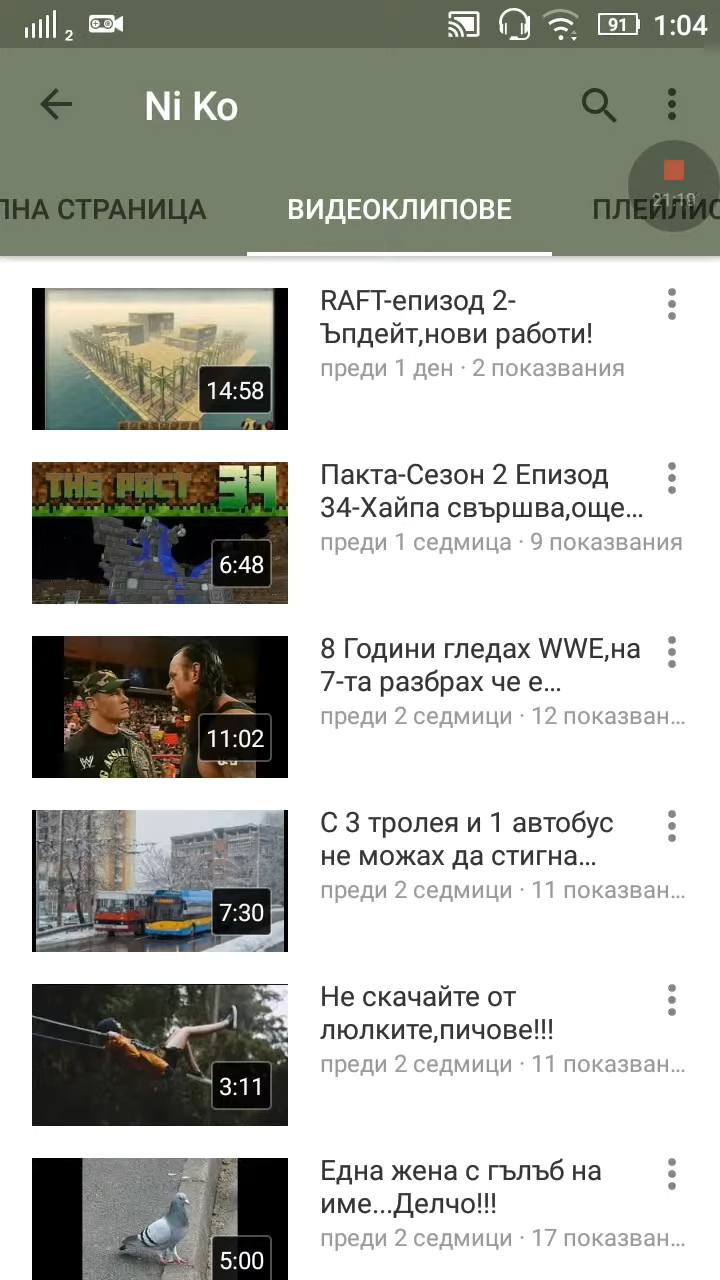 2 91 1:04
Ni Ko
ЛНА СТРАНИЦА ВИДЕОКЛИПОВЕ ПЛЕЙЛИС
21:19
RAFT-епизод 2-
Ъпдейт,нови работи!
преди 1 ден · 2 показвания
14:58
Пакта-Сезон 2 Епизод
34-Хайпа свършва,още...
преди 1 седмица · 9 показвания
THE PACT 34
6:48
8 Години гледах WWE,на
7-та разбрах че е...
преди 2 седмици · 12 показван...
11:02
С 3 тролея и 1 автобус
не можах да стигна...
преди 2 седмици · 11 показван...
7:30
Не скачайте от
люлките,пичове!!!
преди 2 седмици · 11 показван...
3:11
Една жена с гълъб на
име...Делчо!!!
преди 2 седмици · 17 показван...
5:00